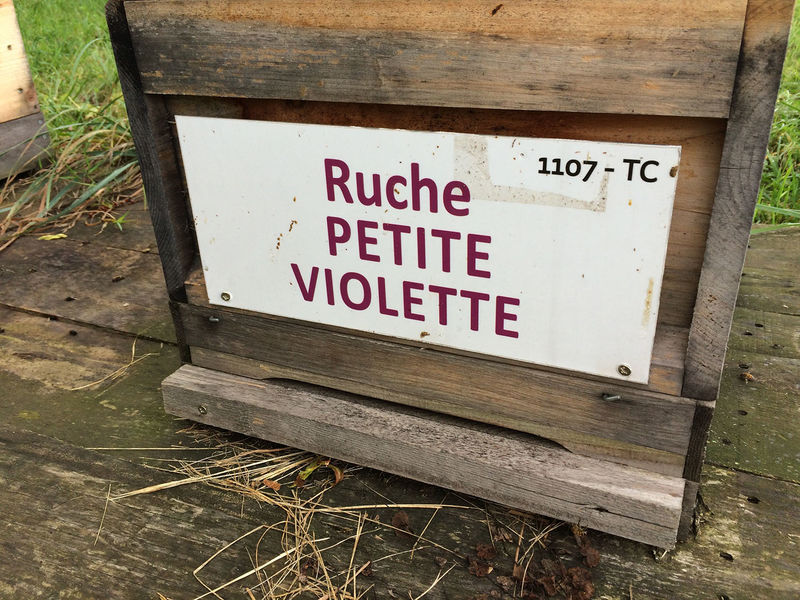 1107 - TC
Ruche
PETITE
VIOLETTE